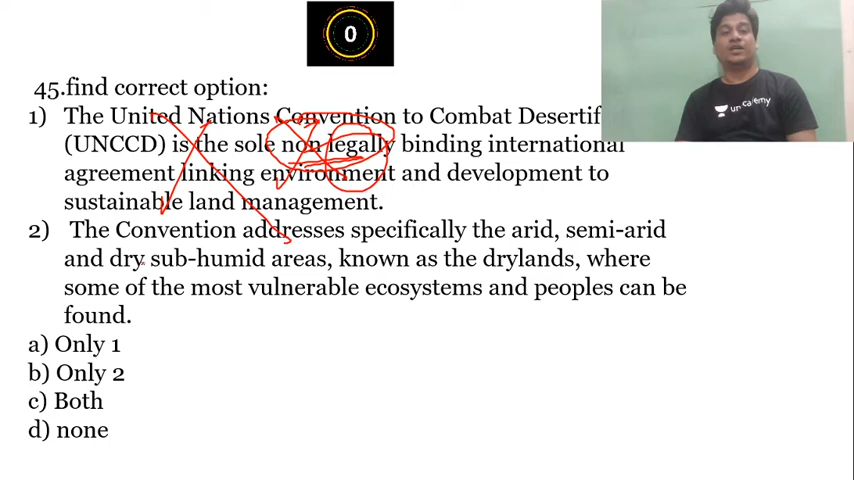 0
45.find correct option:
1) The United Nations Convention to Combat Desertif
(UNCCD) is the sole non legally binding international
agreement linking environment and development to
sustainable land management.
2) The Convention addresses specifically the arid, semi-arid
and dry sub-humid areas, known as the drylands, where
some of the most vulnerable ecosystems and peoples can be
found.
a) Only 1
b) Only 2
c) Both
d) none
unacademy